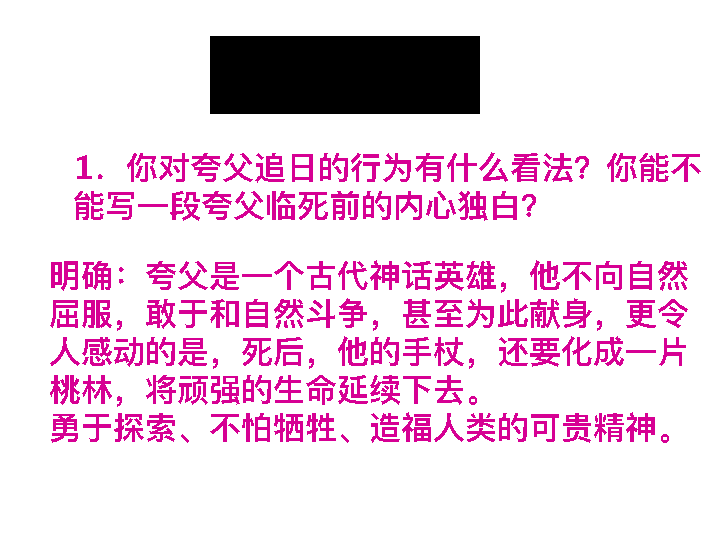 1．你对夸父追日的行为有什么看法？你能不
能写一段夸父临死前的内心独白？
明确：夸父是一个古代神话英雄，他不向自然
屈服，敢于和自然斗争，甚至为此献身，更令
人感动的是，死后，他的手杖，还要化成一片
桃林，将顽强的生命延续下去。
勇于探索、不怕牺牲、造福人类的可贵精神。